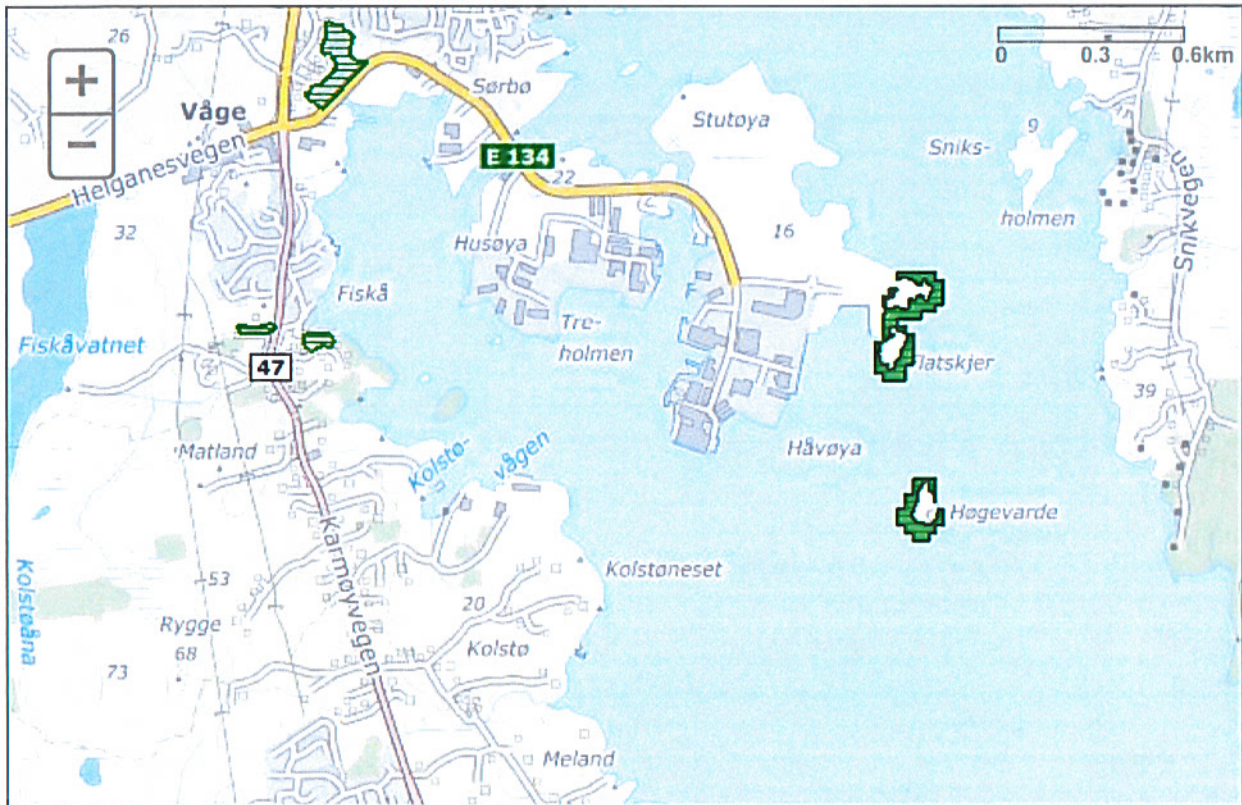 26
+
−
Våge
Helganesvegen
Sørbø
Stutøya
0
0.3
0.6km
E 134
22
9
Sniks-
holmen
Snikvegen
32
Husøya
16
Fiskå
Fiskåvatnet
Tre-
holmen
47
latskjer
39
Matland
Kolstø-
vågen
Håvøya
Høgevarde
Karmøyvegen
Kolstøåna
53
Kolstøneset
20
Rygge
68
Kolstø
73
Meland